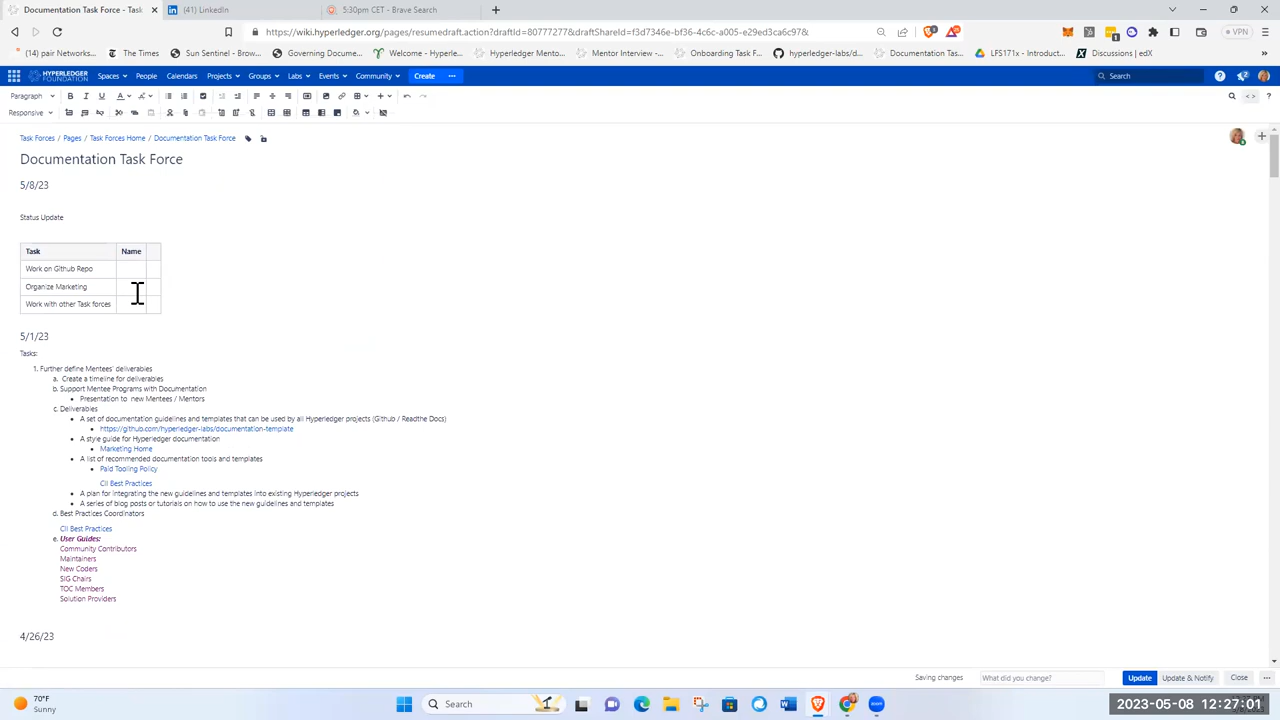 Documentation Task Force - Task
(41) LinkedIn
5:30pm CET - Brave Search
https://wiki.hyperledger.org/pages/resumedraft.action?draftId=80777277&draftShareId=f3d7346e-bf36-4c6c-a005-e29ed3ca6c97&
VPN
(14) pair Networ...
The Times
Sun Sentinel - Brow...
Governing Docume...
Welcome - Hyperle...
Hyperledger Mento...
Mentor Interview -...
Onboarding Task F...
hyperledger-labs/d...
Documentation Tas...
LFS171x - Introduct...
Discussions | edX
HYPERLEDGER FOUNDATION
Spaces
People
Calendars
Projects
Groups
Labs
Events
Community
Create
Search
Paragraph
B I U A
Responsive
Task Forces / Pages / Task Forces Home / Documentation Task Force
Documentation Task Force
5/8/23
Status Update
Task Name
Work on Github Repo
Organize Marketing
Work with other Task forces
5/1/23
Tasks:
1. Further define Mentees' deliverables
a. Create a timeline for deliverables
b. Support Mentee Programs with Documentation
• Presentation to new Mentees / Mentors
c. Deliverables
• A set of documentation guidelines and templates that can be used by all Hyperledger projects (Github / Readthe Docs)
• https://github.com/hyperledger-labs/documentation-template
• A style guide for Hyperledger documentation
• Marketing Home
• A list of recommended documentation tools and templates
• Paid Tooling Policy
CII Best Practices
• A plan for integrating the new guidelines and templates into existing Hyperledger projects
• A series of blog posts or tutorials on how to use the new guidelines and templates
d. Best Practices Coordinators
CII Best Practices
e. User Guides:
Community Contributors
Maintainers
New Coders
SIG Chairs
TOC Members
Solution Providers
4/26/23
Saving changes
What did you change?
Update
Update & Notify
Close
70°F
Sunny
Search
2023-05-08 12:27:01